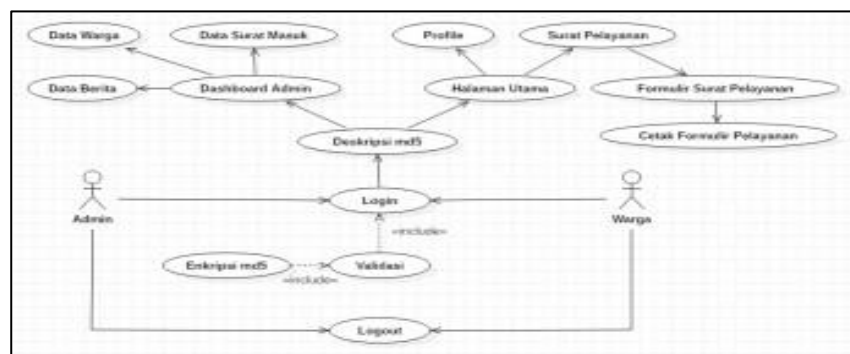 Data Warga
Data Surat Masuk
Profile
Surat Pelayanan
Data Berita
Dashboard Admin
Halaman Utama
Formulir Surat Pelayanan
Deskripsi md5
Cetak Formulir Pelayanan
Login
Admin
Warga
«include»
Enkripsi md5
Validasi
«include»
Logout